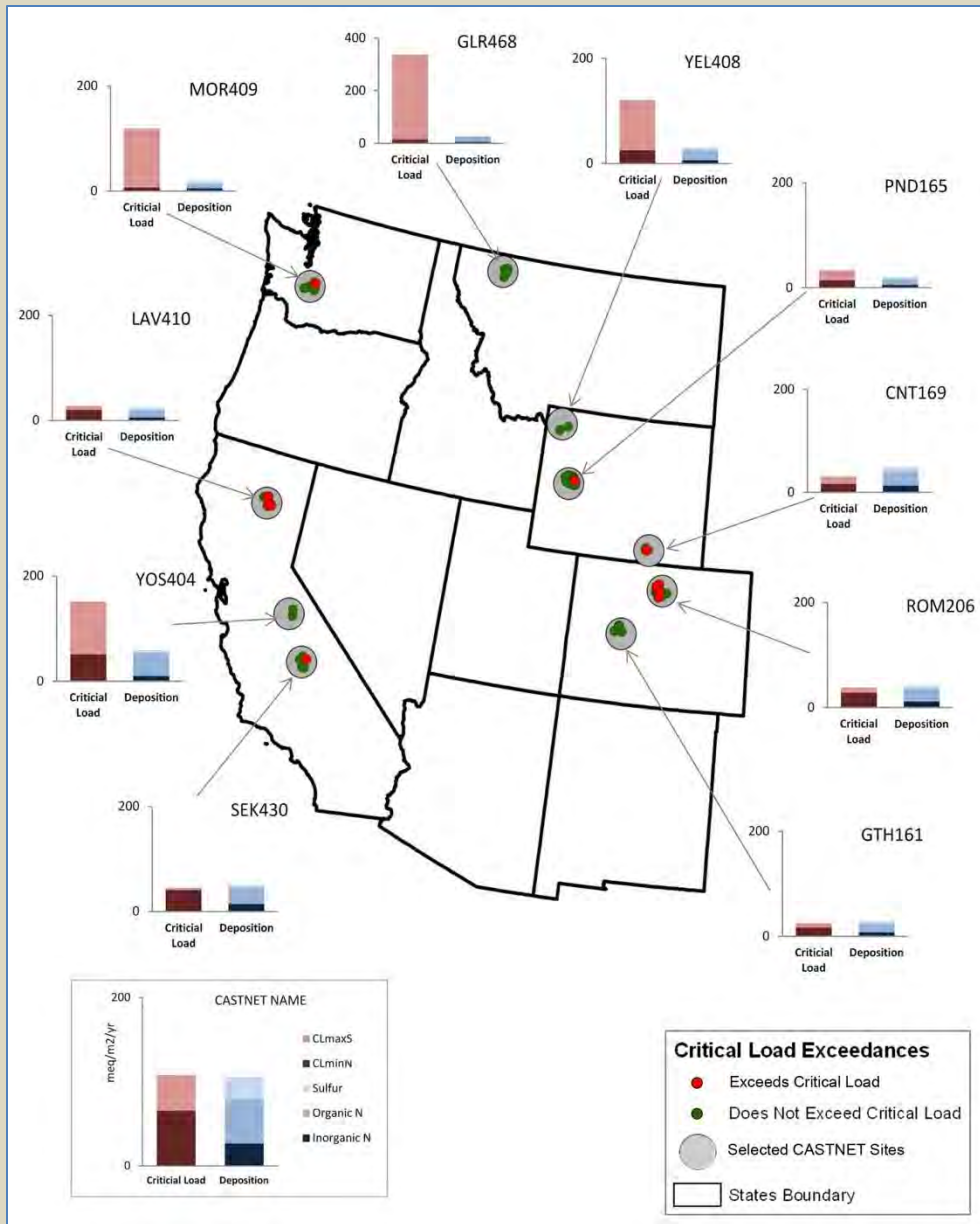 GLR468
400
200
0
Criticial Deposition
Load
YEL408
200
0
Criticial Deposition
Load
MOR409
200
0
Criticial Deposition
Load
PND165
200
0
Criticial Deposition
Load
LAV410
200
0
Criticial Deposition
Load
CNT169
200
0
Criticial Deposition
Load
YOS404
200
0
Criticial Deposition
Load
ROM206
200
0
Criticial Deposition
Load
SEK430
200
0
Criticial Deposition
Load
GTH161
200
0
Criticial Deposition
Load
CASTNET NAME
200
meq/m2/yr
0
CLmaxS
CLminN
Sulfur
Organic N
Inorganic N
Criticial Load Deposition
Critical Load Exceedances
Exceeds Critical Load
Does Not Exceed Critical Load
Selected CASTNET Sites
States Boundary